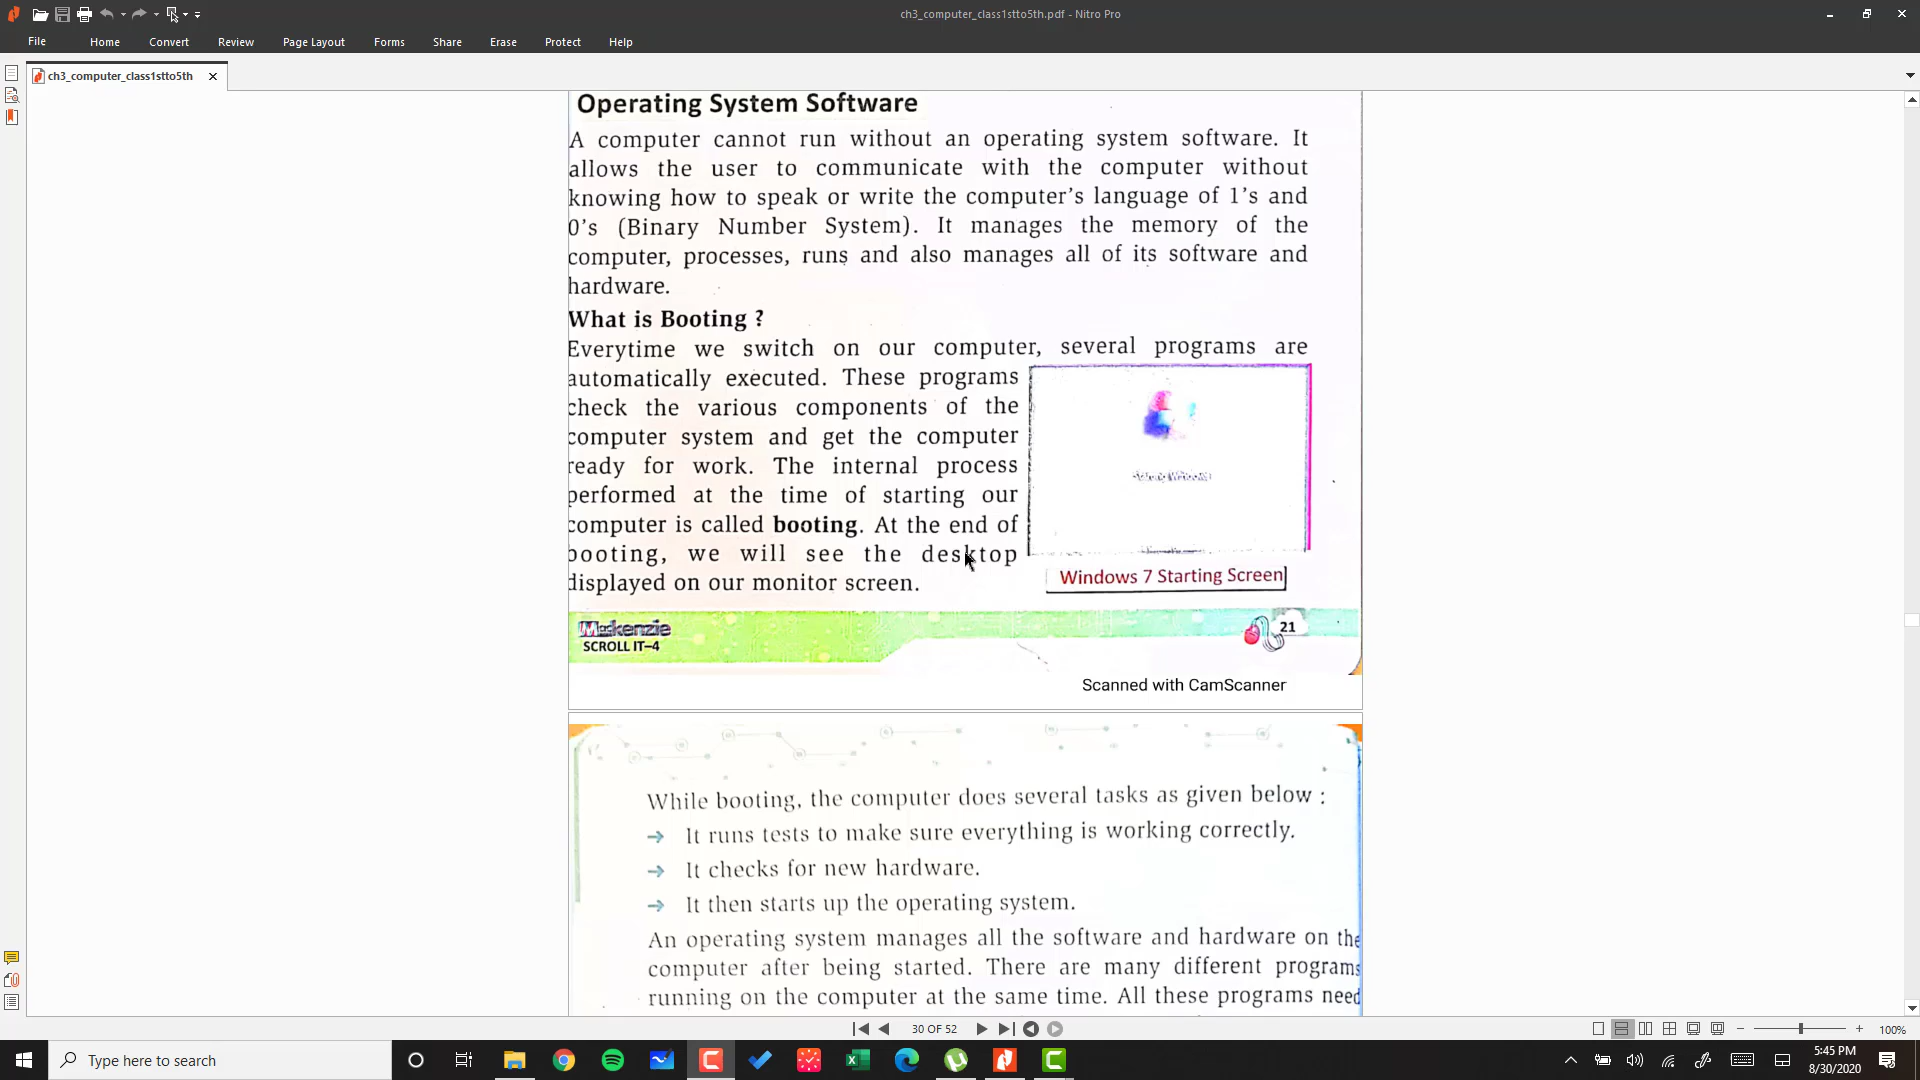 ch3_computer_class1stto5th.pdf - Nitro Pro
File Home Convert Review Page Layout Forms Share Erase Protect Help
ch3_computer_class1stto5th
Operating System Software
A computer cannot run without an operating system software. It
allows the user to communicate with the computer without
knowing how to speak or write the computer's language of 1's and
0's (Binary Number System). It manages the memory of the
computer, processes, runs and also manages all of its software and
hardware.
What is Booting ?
Everytime we switch on our computer, several programs are
automatically executed. These programs
check the various components of the
computer system and get the computer
ready for work. The internal process
performed at the time of starting our
computer is called booting. At the end of
booting, we will see the desktop
displayed on our monitor screen.
Starting Windows
Windows 7 Starting Screen
Mackenzie
SCROLL IT–4
21
Scanned with CamScanner
While booting, the computer does several tasks as given below :
→ It runs tests to make sure everything is working correctly.
→ It checks for new hardware.
→ It then starts up the operating system.
An operating system manages all the software and hardware on the
computer after being started. There are many different programs
running on the computer at the same time. All these programs need
30 OF 52
100%
Type here to search
5:45 PM
8/30/2020